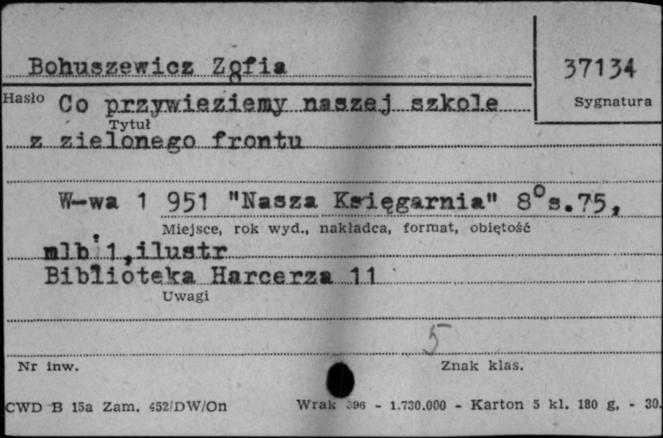 Bohuszewicz Zofia
37134
Hasło Co przywieziemy naszej szkole
Sygnatura
Tytuł
z zielonego frontu
W-wa 1 951 "Nasza Księgarnia" 8° s.75,
Miejsce, rok wyd., nakładca, format, objętość
mlb.1,ilustr
Biblioteka Harcerza 11
Uwagi
5
Nr inw.
Znak klas.
CWD B 15a Zam. 452/DW/On Wrak 396 - 1.730.000 - Karton 5 kl. 180 g. - 30.